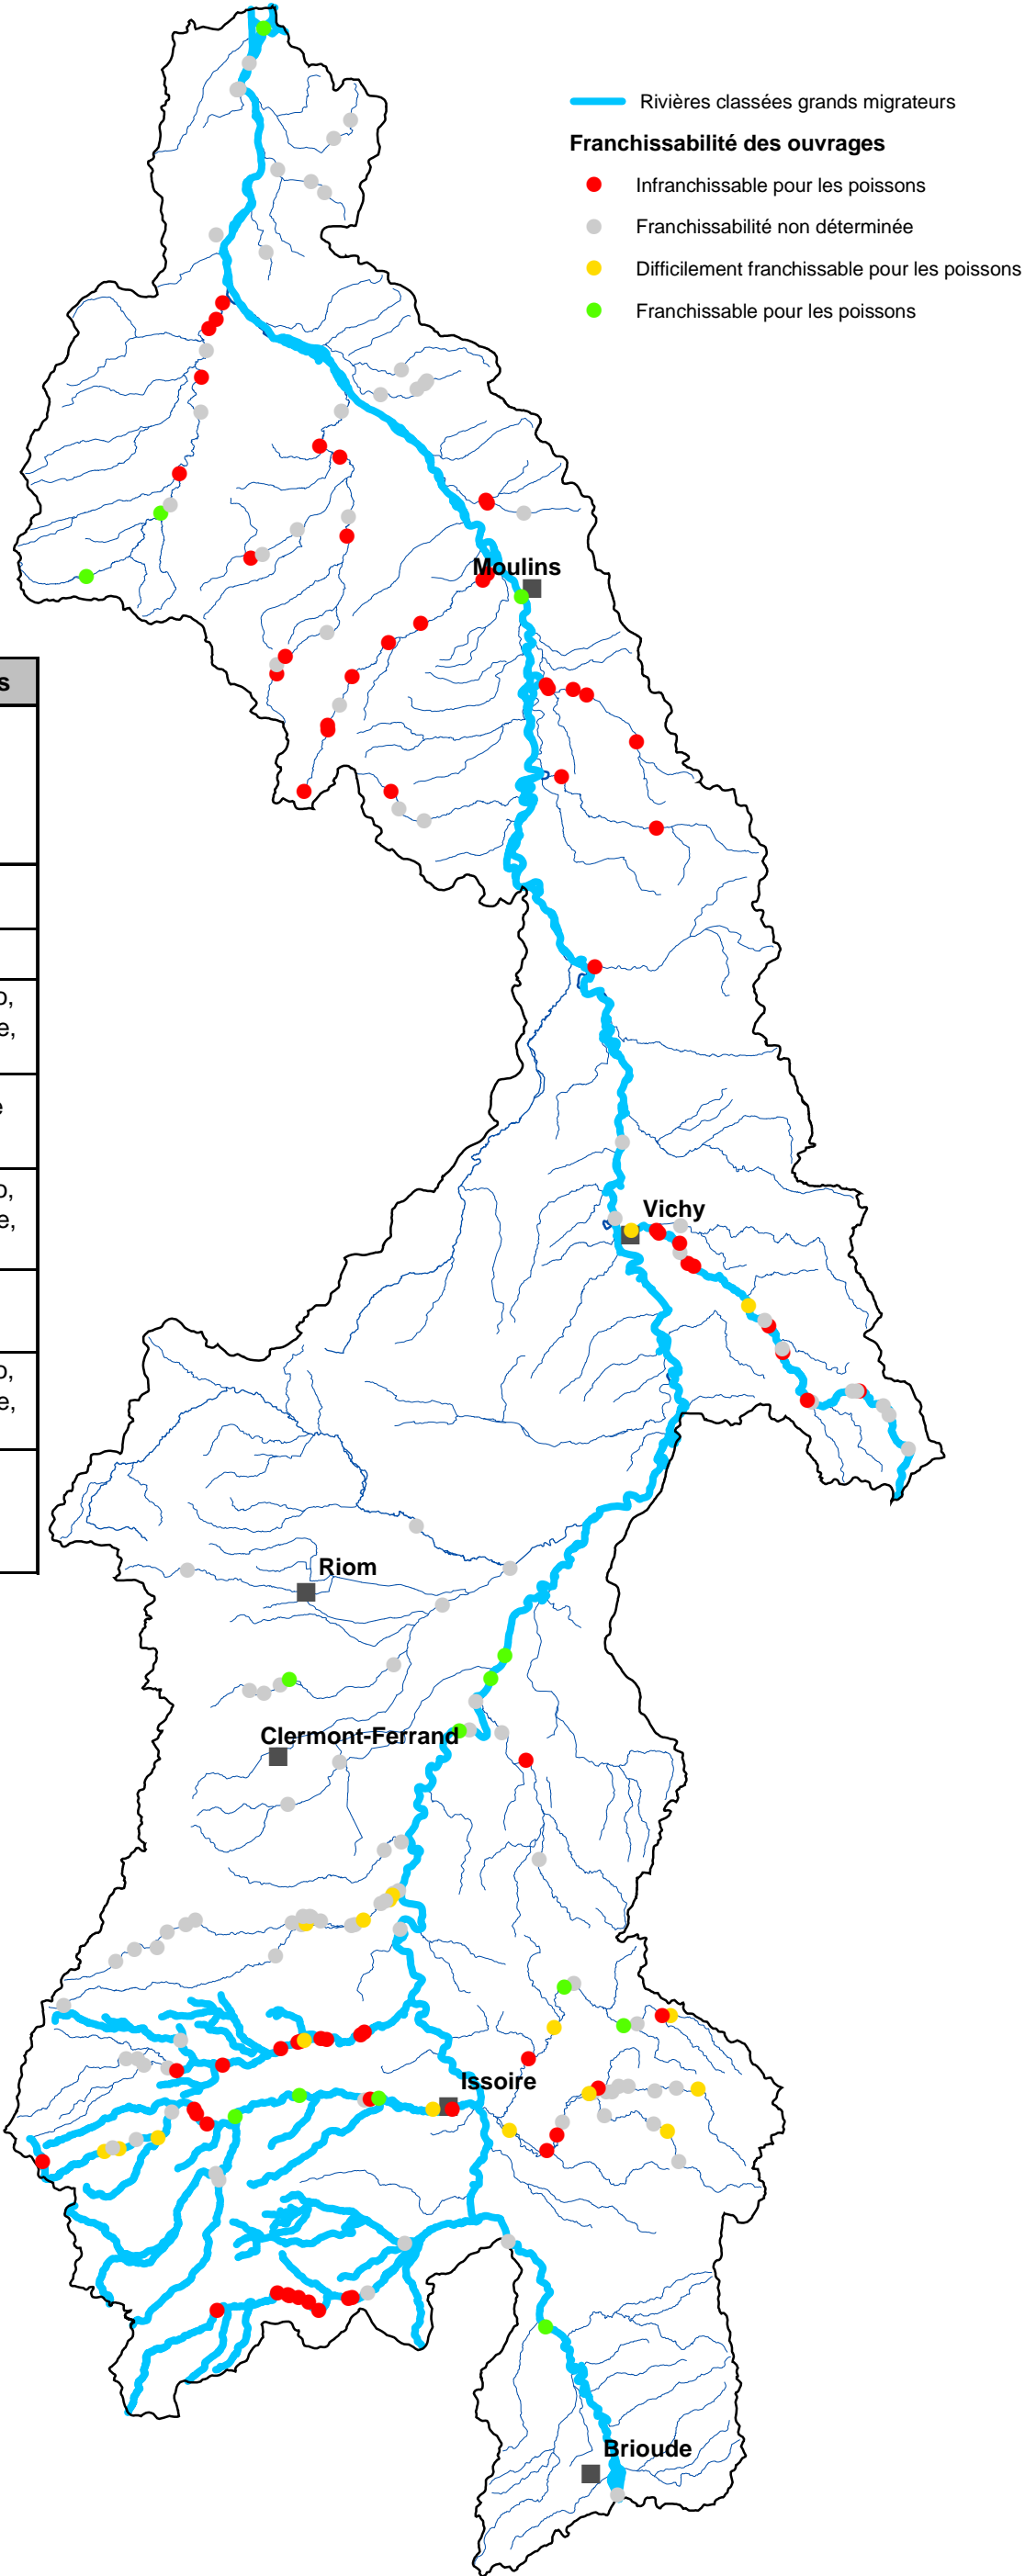 Rivières classées grands migrateurs
Franchissabilité des ouvrages
Infranchissable pour les poissons
Franchissabilité non déterminée
Difficilement franchissable pour les poissons
Franchissable pour les poissons
Moulins
s
o,
e,
e
o,
e,
Vichy
o,
e,
Riom
Clermont-Ferrand
Issoire
Brioude